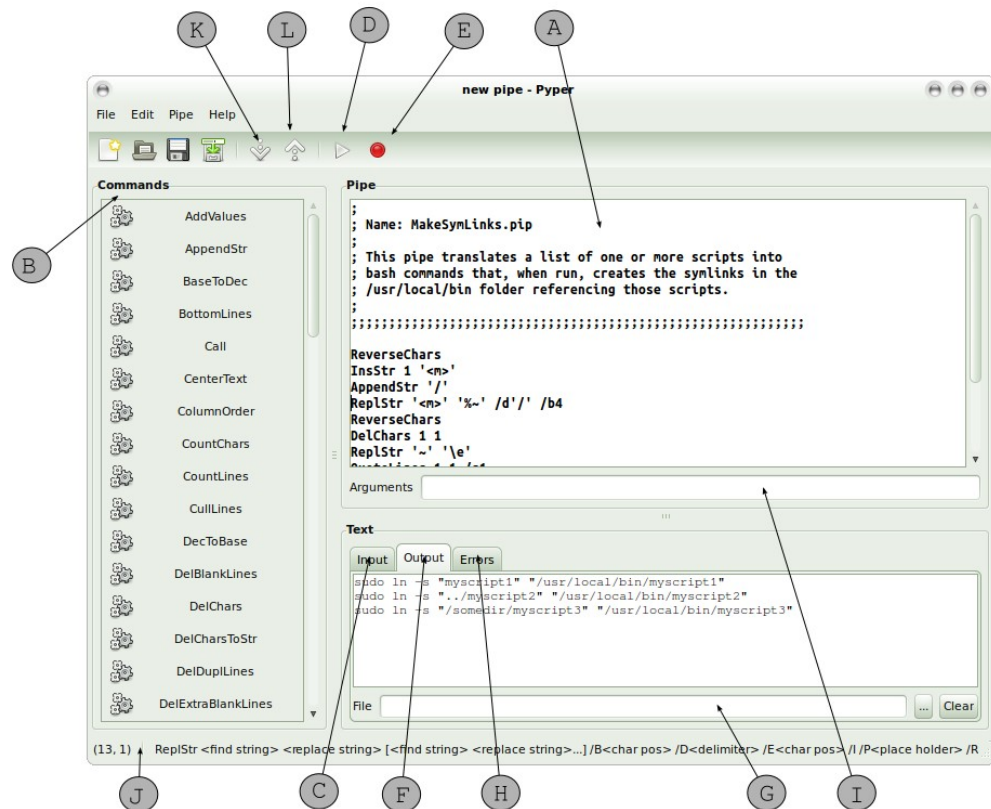 K
L
D
E
A
new pipe - Pyper
File Edit Pipe Help
Commands
B
AddValues
AppendStr
BaseToDec
BottomLines
Call
CenterText
ColumnOrder
CountChars
CountLines
CullLines
DecToBase
DelBlankLines
DelChars
DelCharsToStr
DelDuplLines
DelExtraBlankLines
Pipe
;
; Name: MakeSymLinks.pip
;
; This pipe translates a list of one or more scripts into
; bash commands that, when run, creates the symlinks in the
; /usr/local/bin folder referencing those scripts.
;
;;;;;;;;;;;;;;;;;;;;;;;;;;;;;;;;;;;;;;;;;;;;;;;;;;;;;;;;;;;;
ReverseChars
InsStr 1 '<m>'
AppendStr '/'
ReplStr '<m>' '%~' /d'/' /b4
ReverseChars
DelChars 1 1
ReplStr '~' '\e'
Arguments
Text
Input Output Errors
sudo ln -s "myscript1" "/usr/local/bin/myscript1"
sudo ln -s "../myscript2" "/usr/local/bin/myscript2"
sudo ln -s "/somedir/myscript3" "/usr/local/bin/myscript3"
File ... Clear
(13, 1) ReplStr <find string> <replace string> [<find string> <replace string>...] /B<char pos> /D<delimiter> /E<char pos> /I /P<place holder> /R
J
C
F
H
G
I